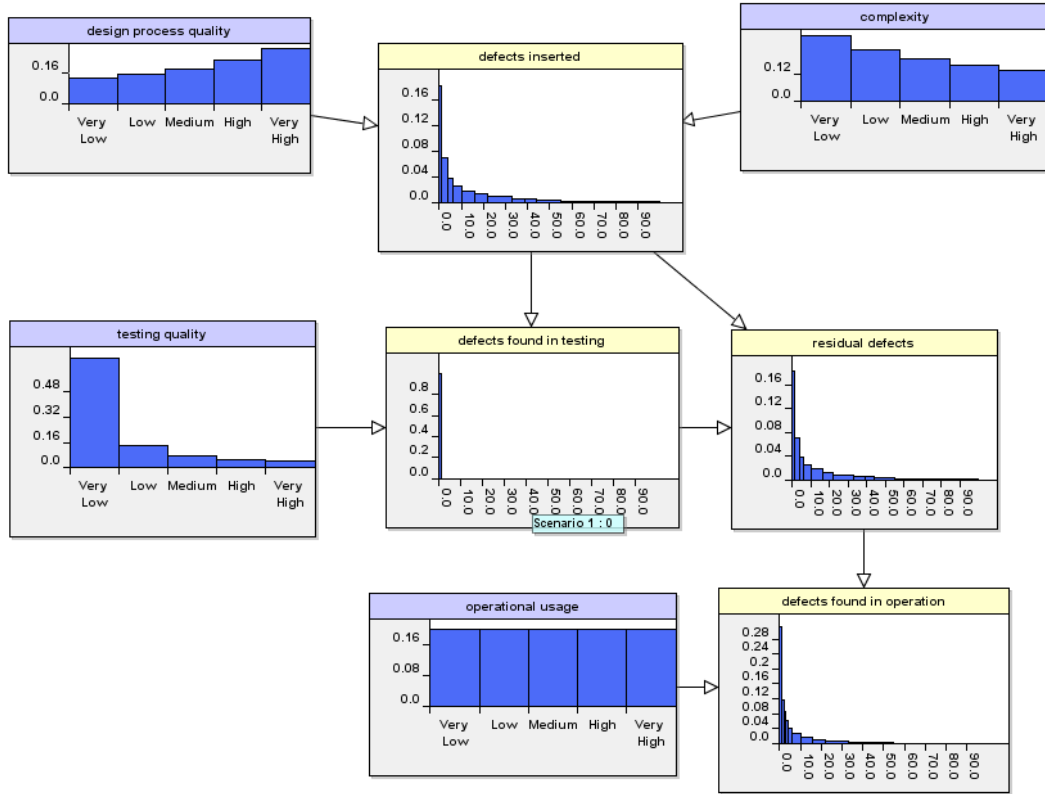 design process quality
0.16
0.0
Very Low
Low
Medium
High
Very High
defects inserted
0.16
0.12
0.08
0.04
0.0
0.0
10.0
20.0
30.0
40.0
50.0
60.0
70.0
80.0
90.0
complexity
0.12
0.0
Very Low
Low
Medium
High
Very High
testing quality
0.48
0.32
0.16
0.0
Very Low
Low
Medium
High
Very High
defects found in testing
0.8
0.6
0.4
0.2
0.0
0.0
10.0
20.0
30.0
40.0
50.0
60.0
70.0
80.0
90.0
Scenario 1 : 0
residual defects
0.16
0.12
0.08
0.04
0.0
0.0
10.0
20.0
30.0
40.0
50.0
60.0
70.0
80.0
90.0
operational usage
0.16
0.08
0.0
Very Low
Low
Medium
High
Very High
defects found in operation
0.28
0.24
0.2
0.16
0.12
0.08
0.04
0.0
0.0
10.0
20.0
30.0
40.0
50.0
60.0
70.0
80.0
90.0